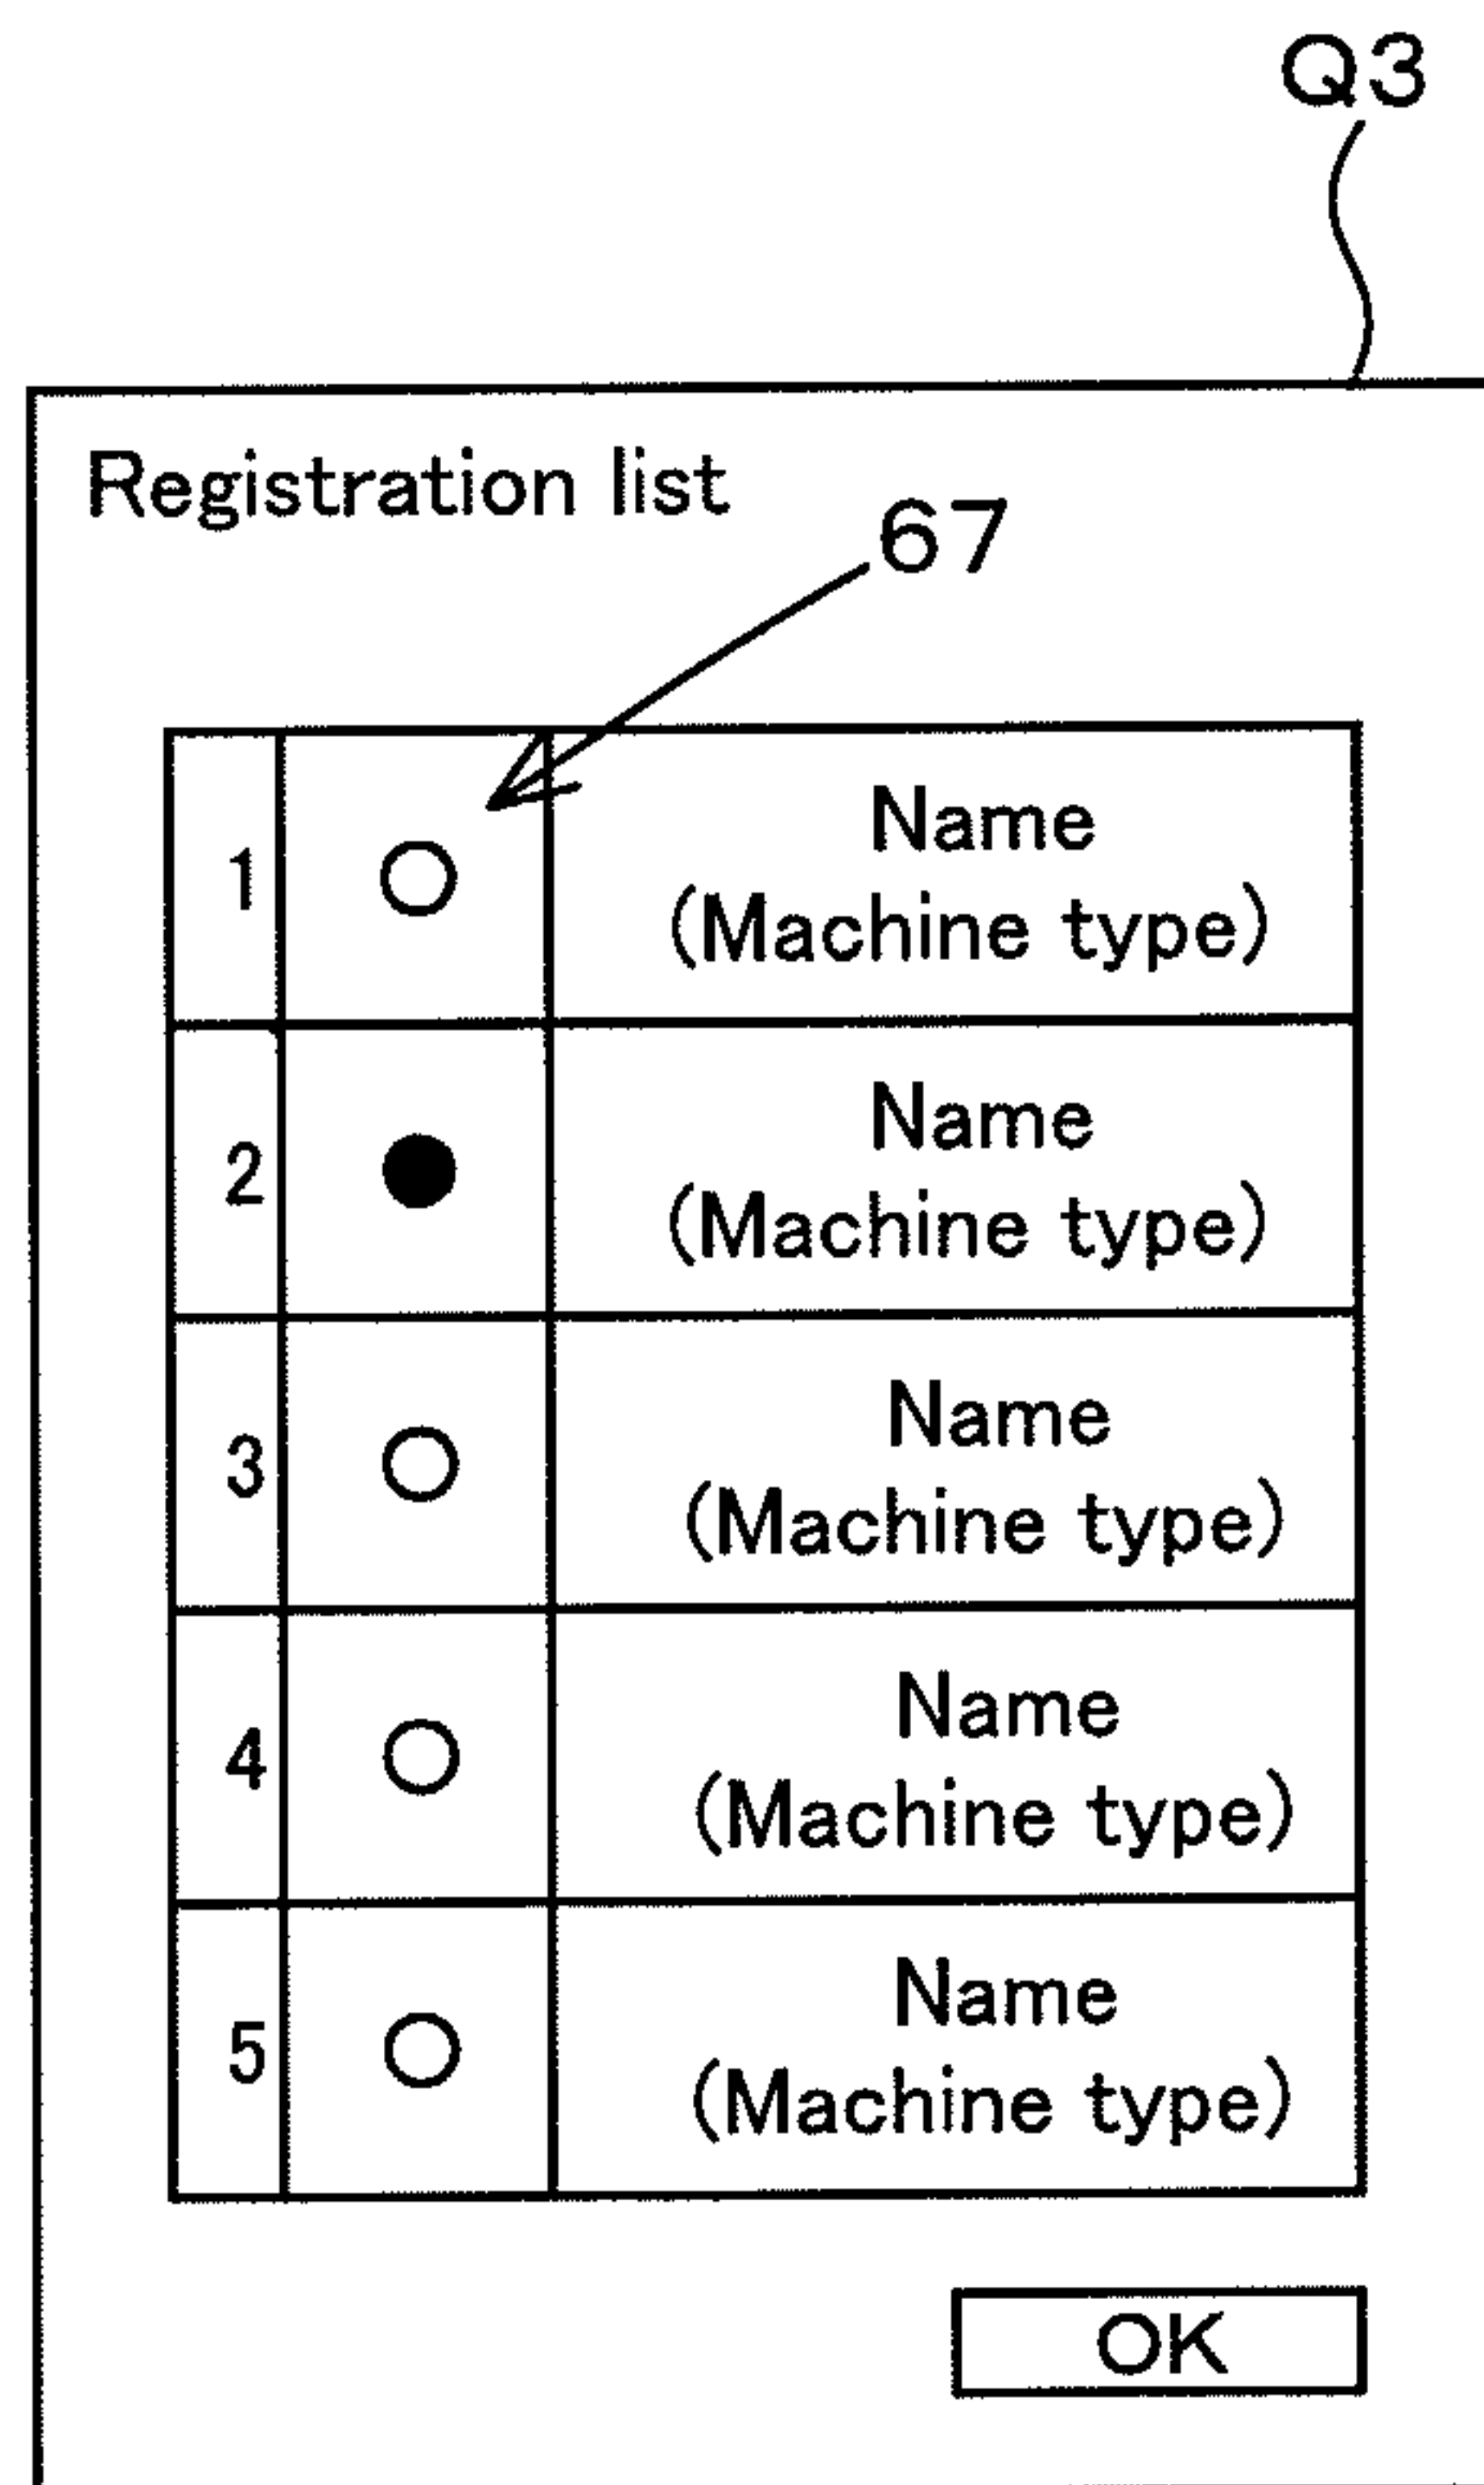 Q3
Registration list
67
1
Name
(Machine type)
2
Name
(Machine type)
3
Name
(Machine type)
4
Name
(Machine type)
5
Name
(Machine type)
OK